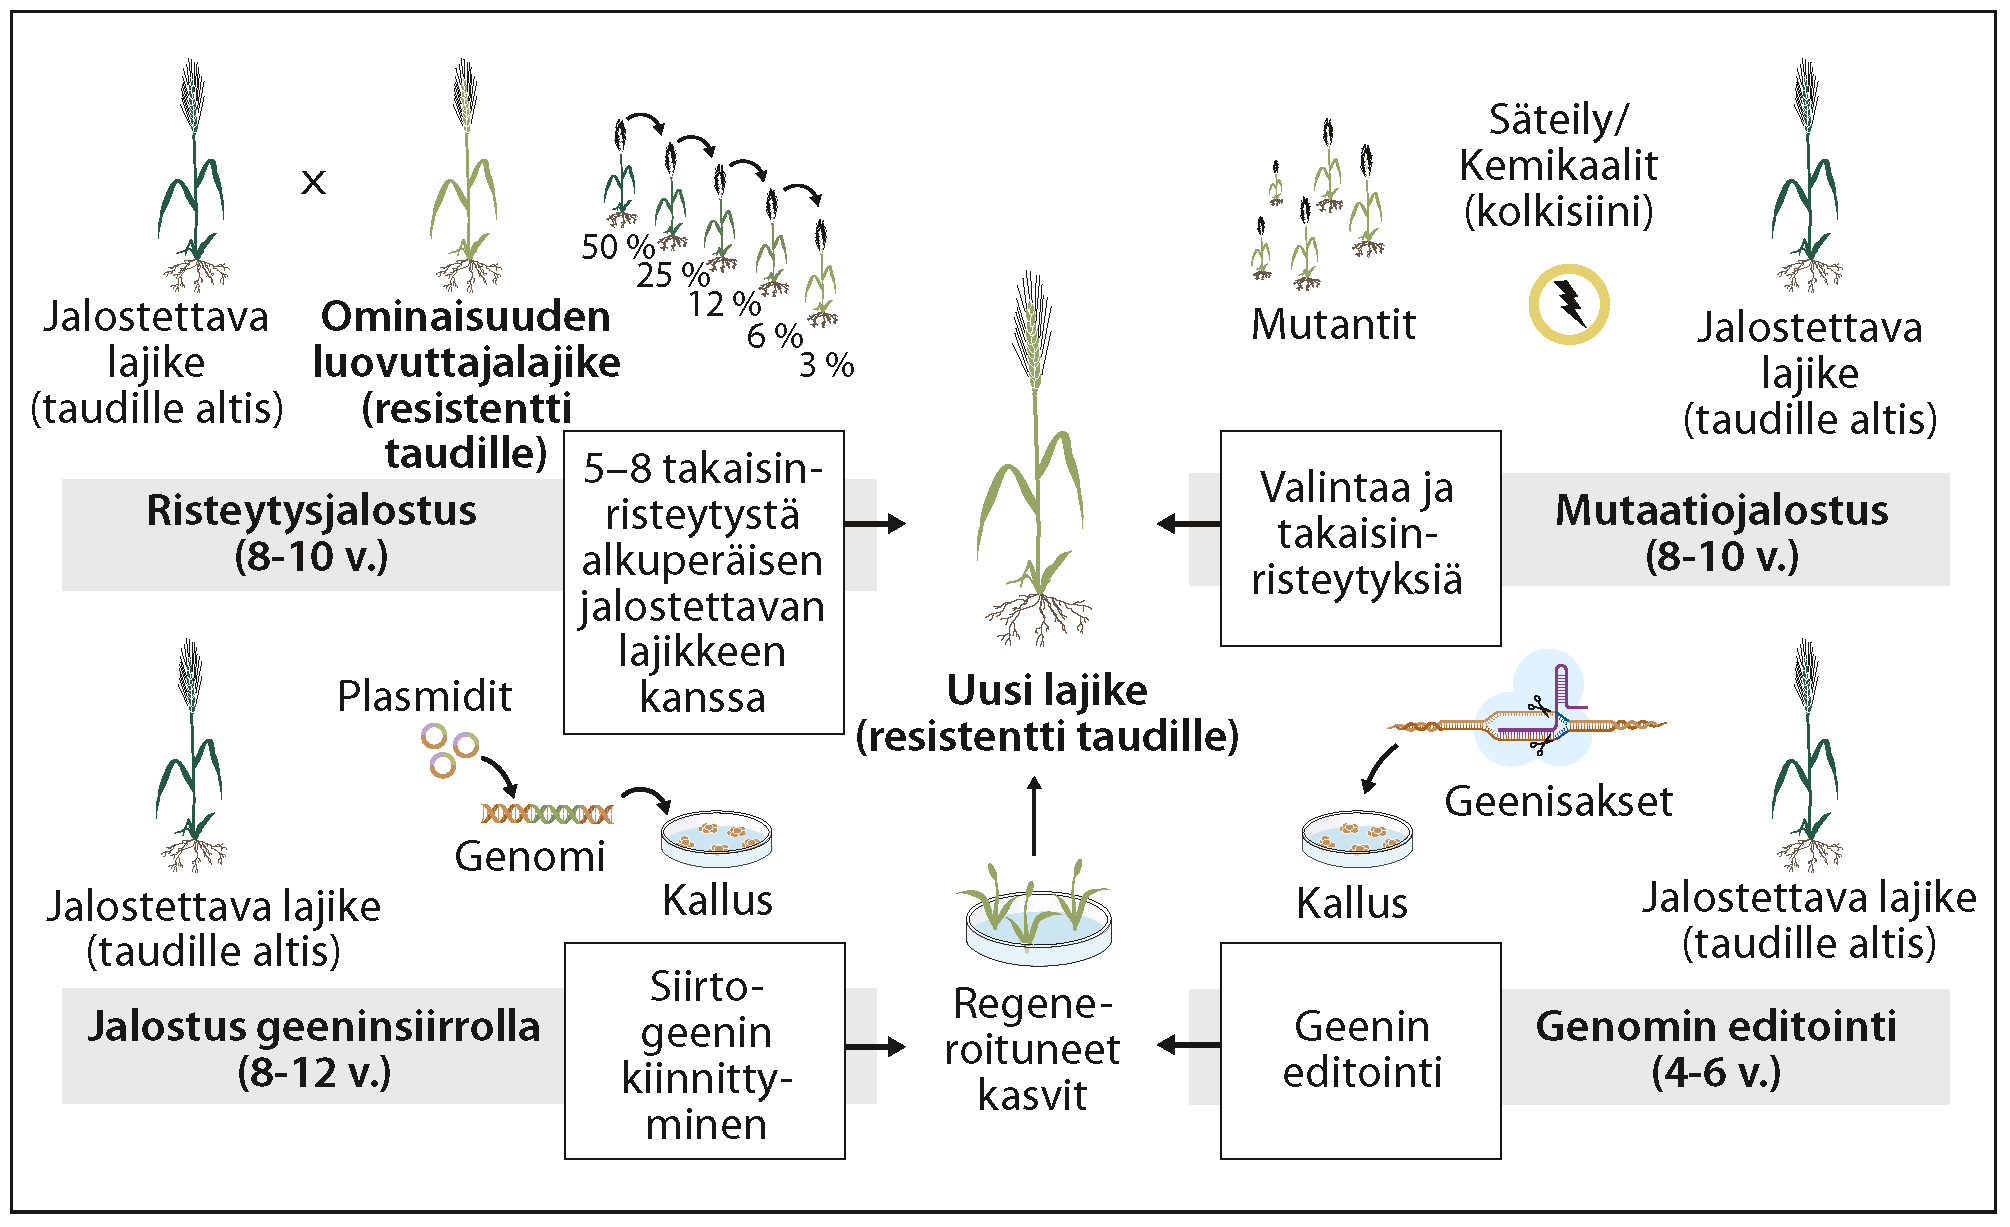 Jalostettava
lajike
(taudille altis)
x
Ominaisuuden
luovuttajalajike
(resistentti
taudille)
50 %
25 %
12 %
6 %
3 %
Risteytysjalostus
(8-10 v.)
5–8 takaisin-
risteytystä
alkuperäisen
jalostettavan
lajikkeen
kanssa
Uusi lajike
(resistentti taudille)
Mutantit
Säteily/
Kemikaalit
(kolkisiini)
Jalostettava
lajike
(taudille altis)
Valintaa ja
takaisin-
risteytyksiä
Mutaatiojalostus
(8-10 v.)
Jalostettava lajike
(taudille altis)
Plasmidit
Genomi
Kallus
Jalostus geeninsiirrolla
(8-12 v.)
Siirto-
geenin
kiinnitty-
minen
Regene-
roituneet
kasvit
Geenisakset
Kallus
Jalostettava lajike
(taudille altis)
Geenin
editointi
Genomin editointi
(4-6 v.)